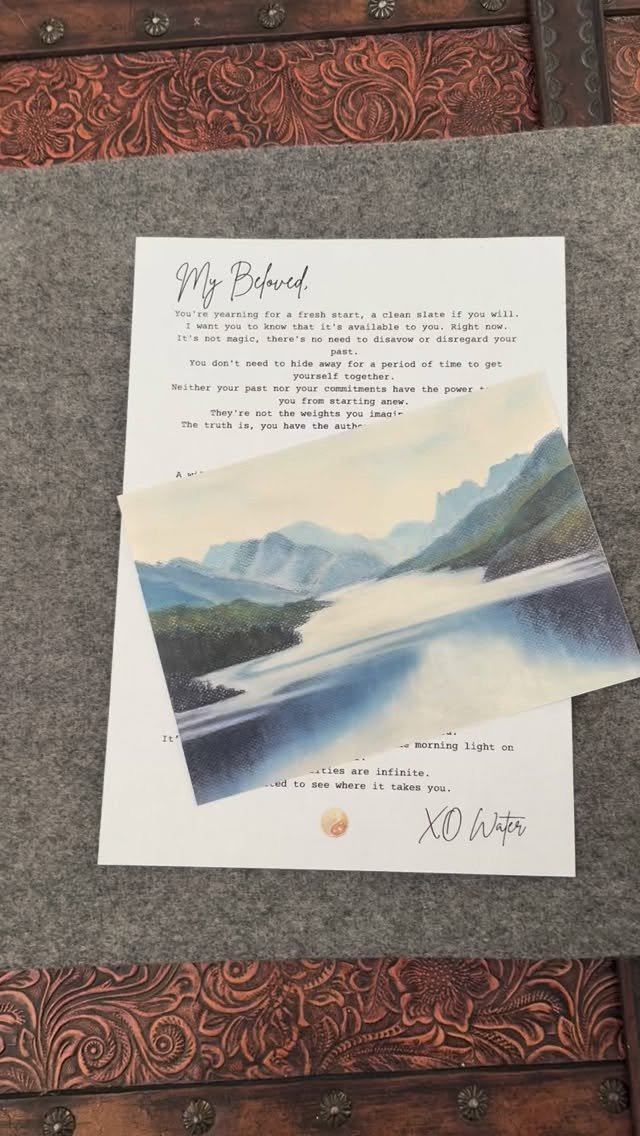 My Beloved,
You're yearning for a fresh start, a clean slate if you will.
I want you to know that it's available to you. Right now.
It's not magic, there's no need to disavow or disregard your
past.
You don't need to hide away for a period of time to get
yourself together.
Neither your past nor your commitments have the power
you from starting anew.
They're not the weights you
The truth is, you have the
A
morning light on
are infinite.
to see where it takes you.
XO Water